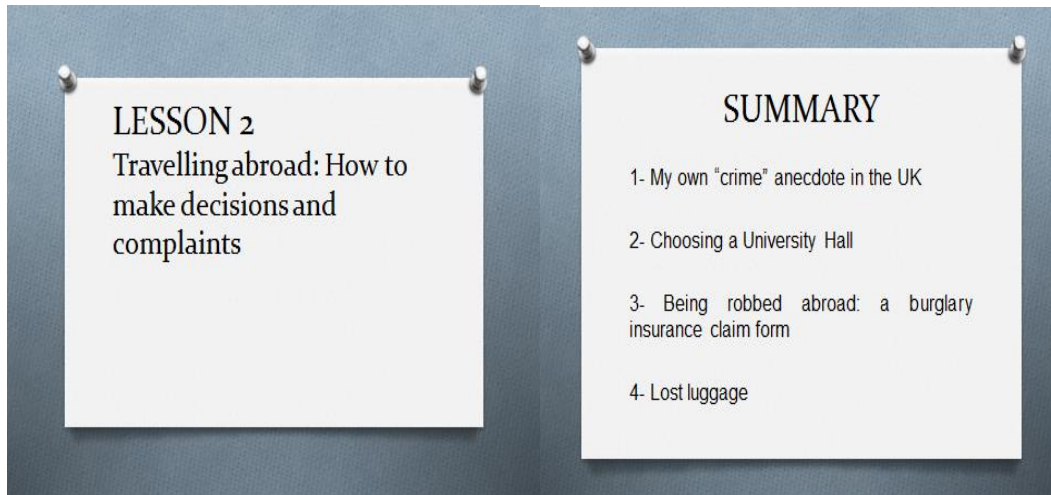 LESSON 2
Travelling abroad: How to
make decisions and
complaints
SUMMARY
1- My own “crime” anecdote in the UK
2- Choosing a University Hall
3- Being robbed abroad: a burglary
insurance claim form
4- Lost luggage